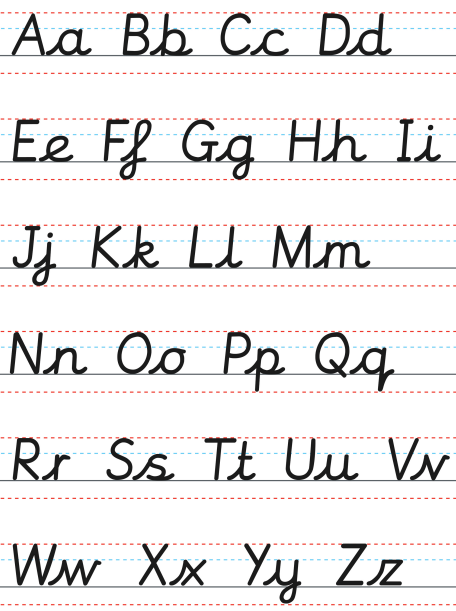 Aa Bb Cc Dd
Ee Ff Gg Hh Ii
Jj Kk Ll Mm
Nn Oo Pp Qq
Rr Ss Tt Uu Vv
Ww Xx Yy Zz